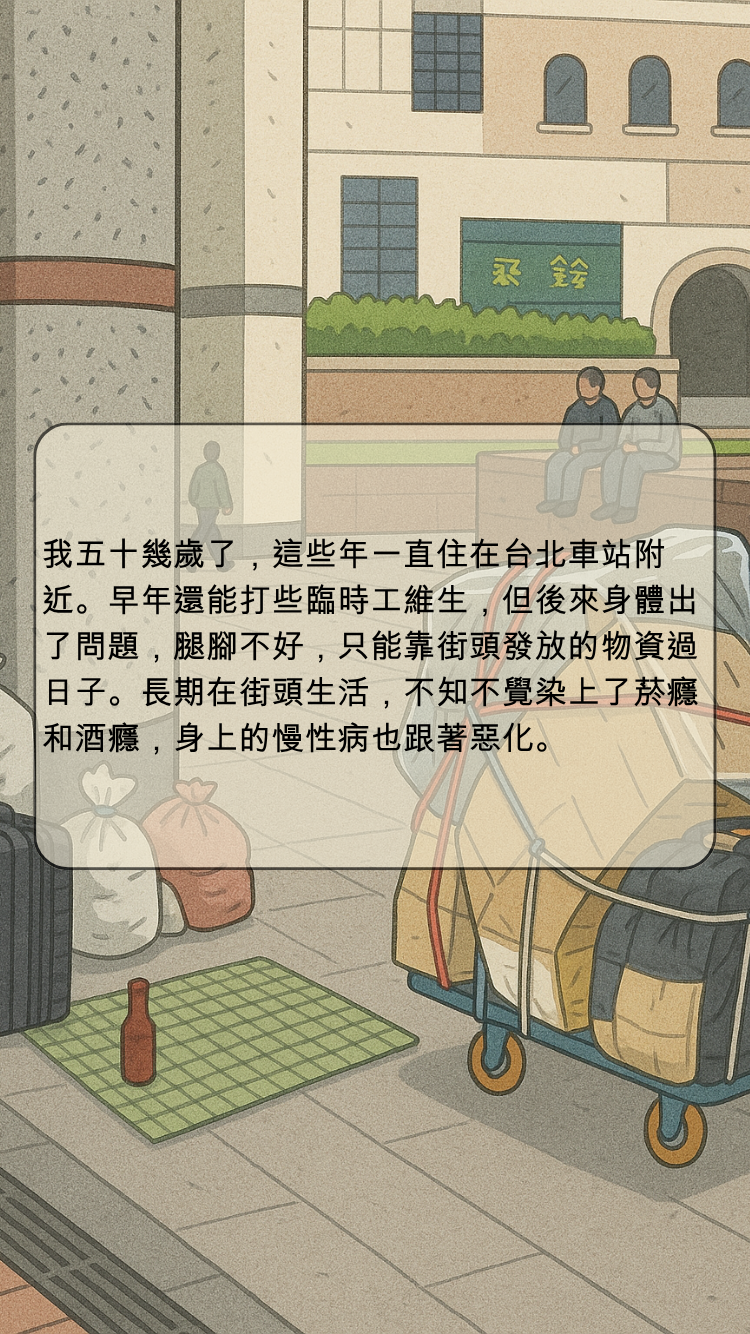 我五十幾歲了，這些年一直住在台北車站附
近。早年還能打些臨時工維生，但後來身體出
了問題，腿腳不好，只能靠街頭發放的物資過
日子。長期在街頭生活，不知不覺染上了菸癮
和酒癮，身上的慢性病也跟著惡化。